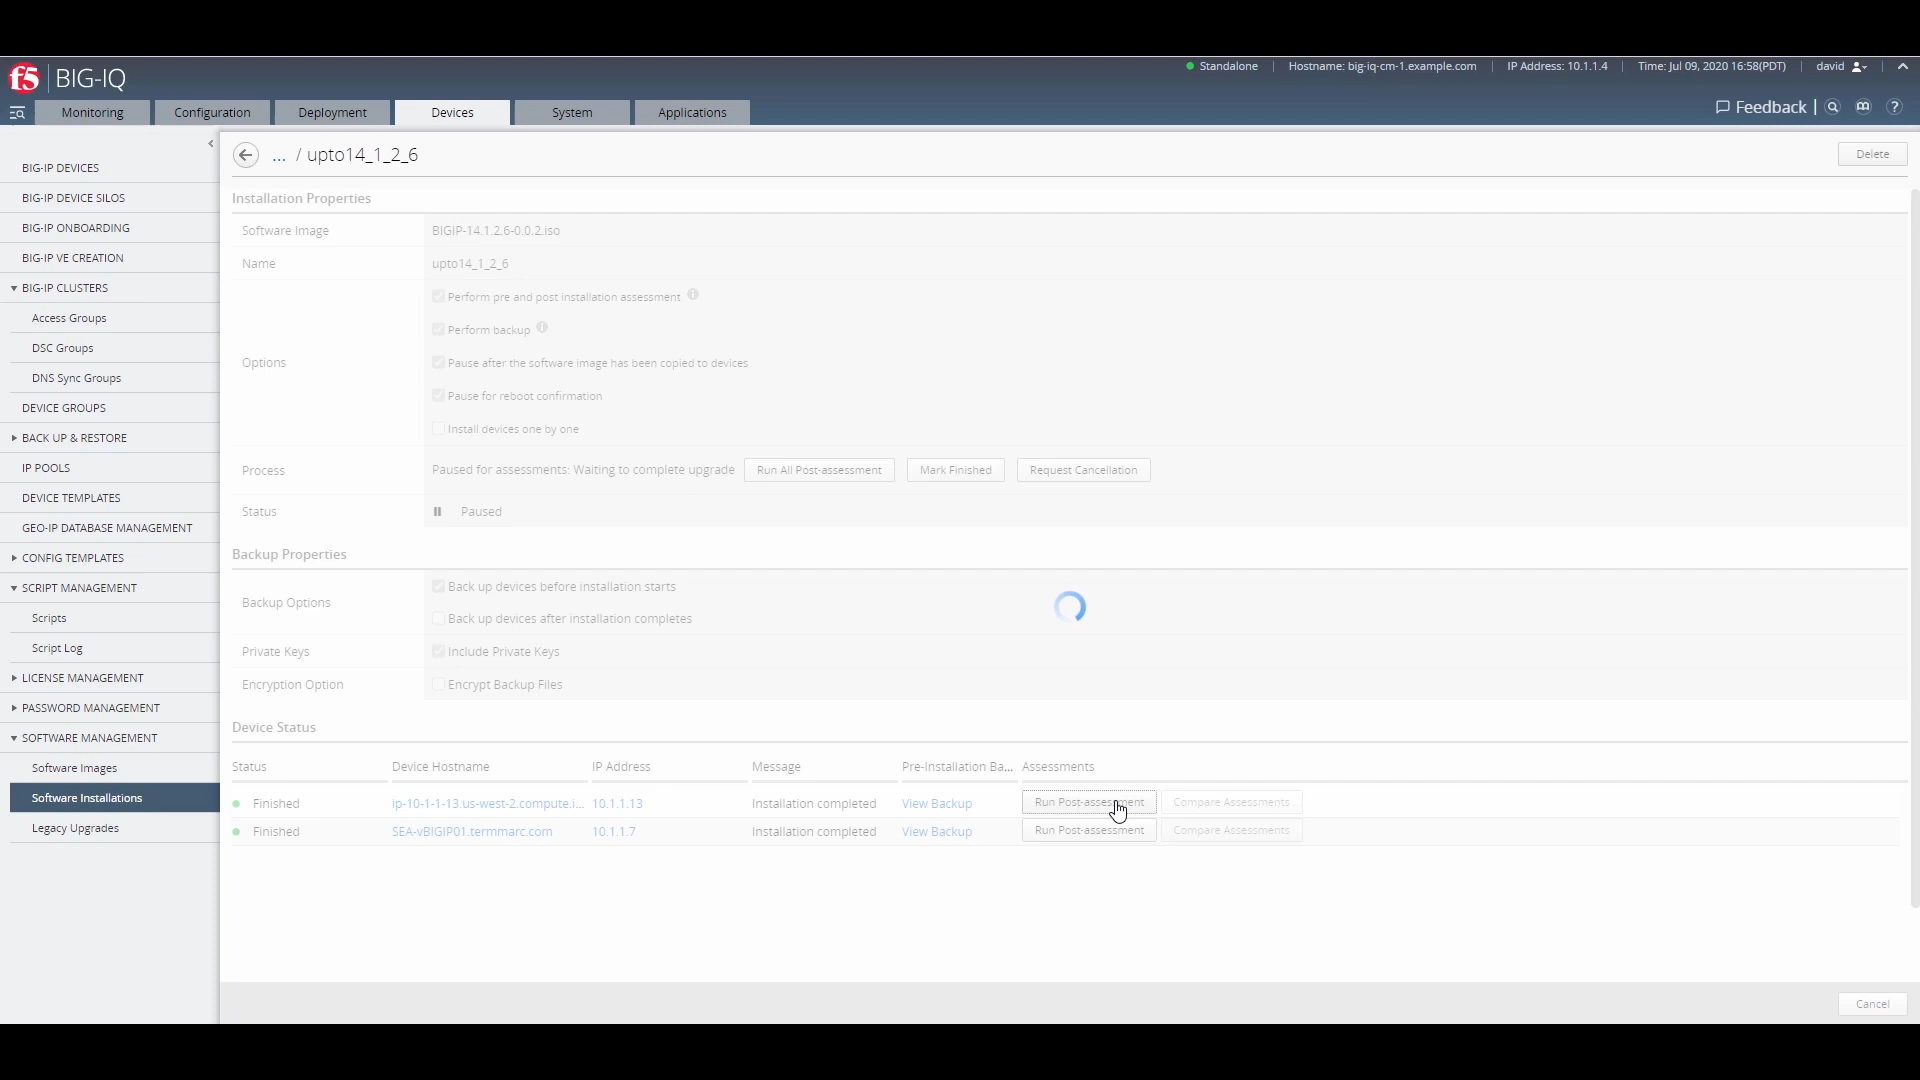 f5 BIG-IQ
Standalone Hostname: big-iq-cm-1.example.com IP Address: 10.1.1.4 Time: Jul 09, 2020 16:58(PDT) david
Monitoring Configuration Deployment Devices System Applications
Feedback ?
... / upto14_1_2_6
Delete
BIG-IP DEVICES
BIG-IP DEVICE SILOS
BIG-IP ONBOARDING
BIG-IP VE CREATION
BIG-IP CLUSTERS
Access Groups
DSC Groups
DNS Sync Groups
DEVICE GROUPS
BACK UP & RESTORE
IP POOLS
DEVICE TEMPLATES
GEO-IP DATABASE MANAGEMENT
CONFIG TEMPLATES
SCRIPT MANAGEMENT
Scripts
Script Log
LICENSE MANAGEMENT
PASSWORD MANAGEMENT
SOFTWARE MANAGEMENT
Software Images
Software Installations
Legacy Upgrades
Installation Properties
Software Image BIGIP-14.1.2.6-0.0.2.iso
Name upto14_1_2_6
Options
Perform pre and post installation assessment
Perform backup
Pause after the software image has been copied to devices
Pause for reboot confirmation
Install devices one by one
Process Paused for assessments: Waiting to complete upgrade Run All Post-assessment Mark Finished Request Cancellation
Status Paused
Backup Properties
Backup Options
Back up devices before installation starts
Back up devices after installation completes
Private Keys Include Private Keys
Encryption Option Encrypt Backup Files
Device Status
Status Device Hostname IP Address Message Pre-Installation Ba... Assessments
Finished ip-10-1-1-13.us-west-2.compute.i... 10.1.1.13 Installation completed View Backup Run Post-assessment Compare Assessments
Finished SEA-vBIGIP01.termmarc.com 10.1.1.7 Installation completed View Backup Run Post-assessment Compare Assessments
Cancel